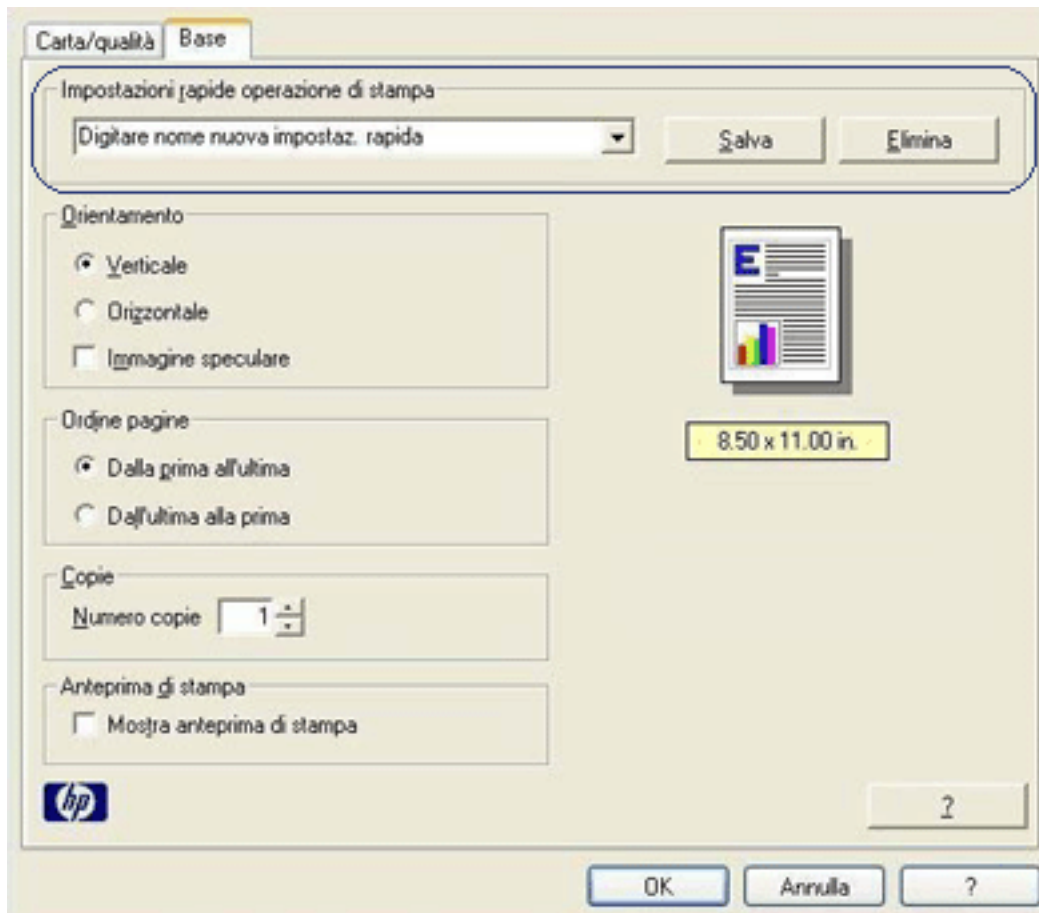 Carta/qualità Base
Impostazioni rapide operazione di stampa
Digitare nome nuova impostaz. rapida Salva Elimina
Orientamento
Verticale
Orizzontale
Immagine speculare
E
8.50 x 11.00 in.
Ordine pagine
Dalla prima all'ultima
Dall'ultima alla prima
Copie
Numero copie 1
Anteprima di stampa
Mostra anteprima di stampa
hp
?
OK Annulla ?